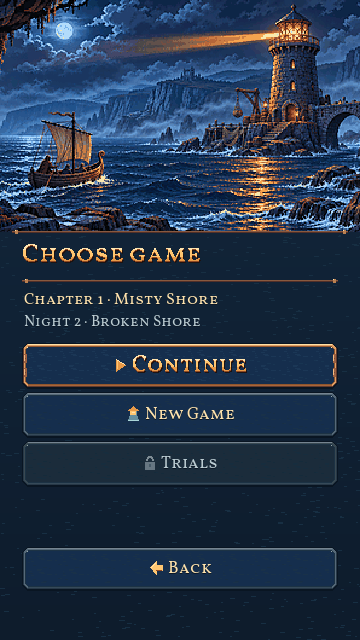 Choose game
Chapter 1 · Misty Shore
Night 2 · Broken Shore
Continue
New Game
Trials
Back